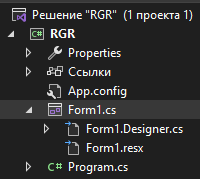 Решение "RGR" (1 проекта 1)
C# RGR
Properties
Ссылки
App.config
Form1.cs
Form1.Designer.cs
Form1.resx
C# Program.cs